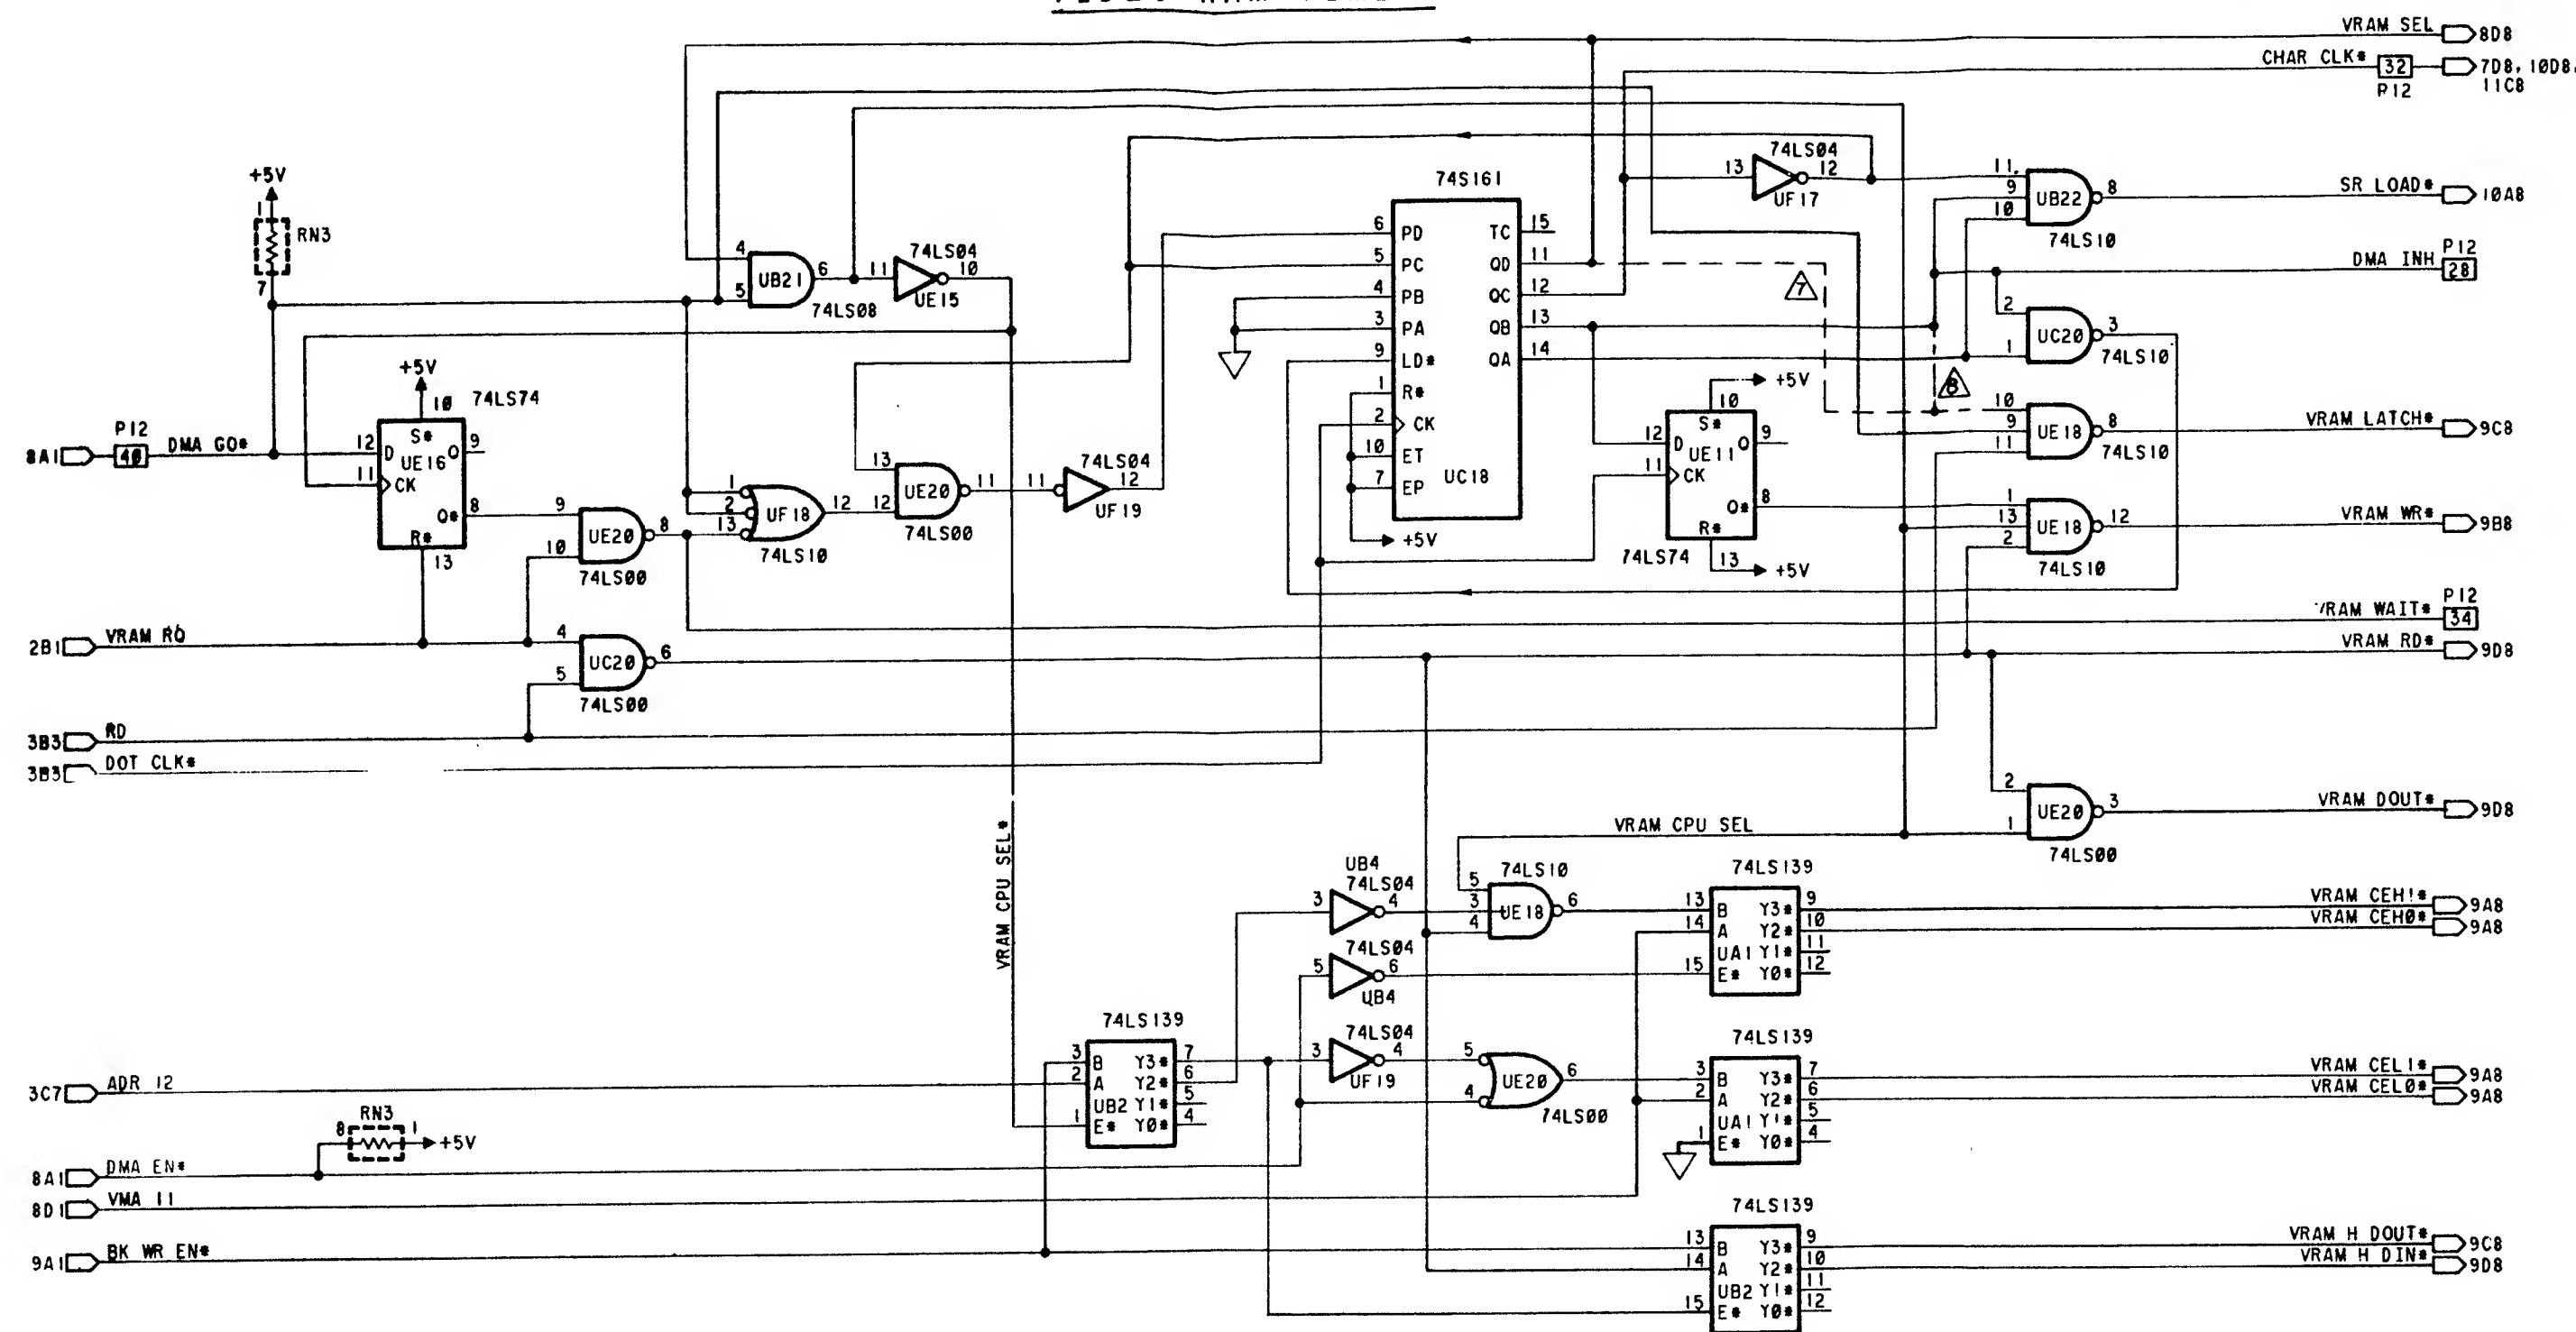 VRAM SEL 8D8
CHAR CLK* 32 7D8, 10D8,
P12 11C8
+5V
1
RN3
7
4
5
UB21
6
74LS08
74LS04
11 10
UE15
74S161
6 PD TC 15
5 PC QD 11
4 PB QC 12
3 PA QB 13
9 LD* QA 14
1 R*
2 CK
10 ET
7 EP
UC18
+5V
74LS04
13 12
UF17
11
9
10
UB22
8
74LS10
SR LOAD* 10A8
DMA INH P12
28
7
2
1
UC20
3
74LS10
8
+5V
10
74LS74
12 D S* Q 9
UE16
11 CK
Q* 8
R*
13
8A1 P12
40 DMA GO*
9
10
UE20
8
74LS00
1
2
13
UF18
12
74LS10
13
12
UE20
11
74LS00
74LS04
11 12
UF19
+5V
10
S*
12 D Q 9
UE11
11 CK
Q* 8
R*
74LS74 13 +5V
10
9
11
UE18
8
74LS10
VRAM LATCH* 9C8
1
13
2
UE18
12
74LS10
VRAM WR* 9B8
VRAM WAIT* P12
34
VRAM RD* 9D8
2B1 VRAM RQ
4
5
UC20
6
74LS00
3B3 RD
3B3 DOT CLK*
2
1
UE20
3
74LS00
VRAM DOUT* 9D8
VRAM CPU SEL
VRAM CPU SEL*
UB4
74LS04
3 4
74LS10
5
3
4
UE18
6
74LS04
5 6
UB4
74LS139
13 B Y3* 9
14 A Y2* 10
UA1 Y1* 11
15 E* Y0* 12
VRAM CEH1* 9A8
VRAM CEH0* 9A8
74LS139
3 B Y3* 7
2 A Y2* 6
UB2 Y1* 5
1 E* Y0* 4
74LS04
3 4
UF19
5
4
UE20
6
74LS00
74LS139
3 B Y3* 7
2 A Y2* 6
UA1 Y1* 5
1 E* Y0* 4
VRAM CEL1* 9A8
VRAM CEL0* 9A8
3C7 ADR 12
RN3
8 1 +5V
8A1 DMA EN*
8D1 VMA 11
9A1 BK WR EN*
74LS139
13 B Y3* 9
14 A Y2* 10
UB2 Y1* 11
15 E* Y0* 12
VRAM H DOUT* 9C8
VRAM H DIN* 9D8